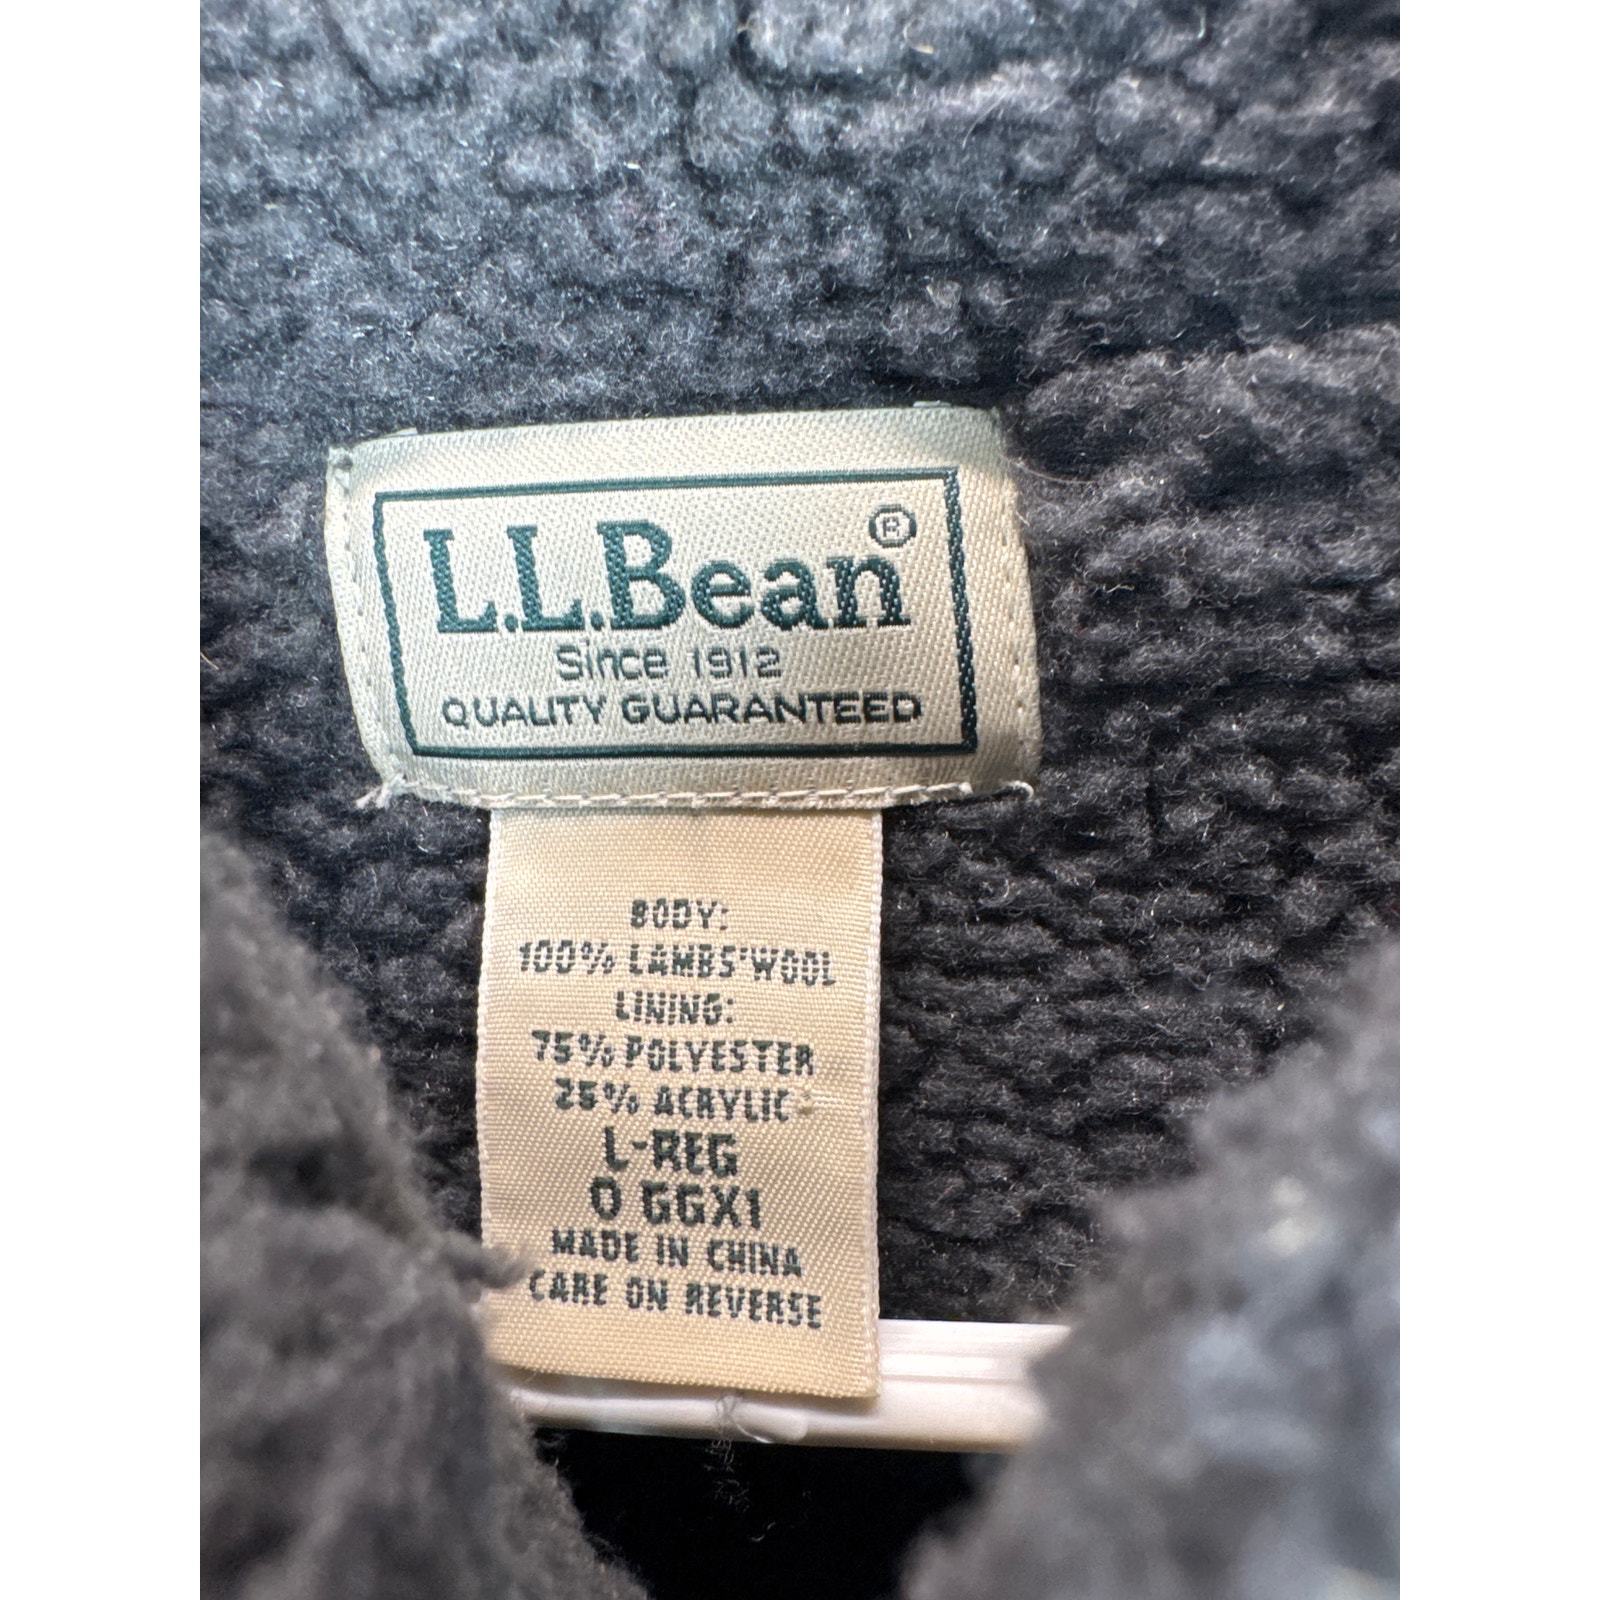 L.L.Bean®
Since 1912
QUALITY GUARANTEED
BODY:
100% LAMBS'WOOL
LINING:
75% POLYESTER
25% ACRYLIC
L-REG
0 GGX1
MADE IN CHINA
CARE ON REVERSE